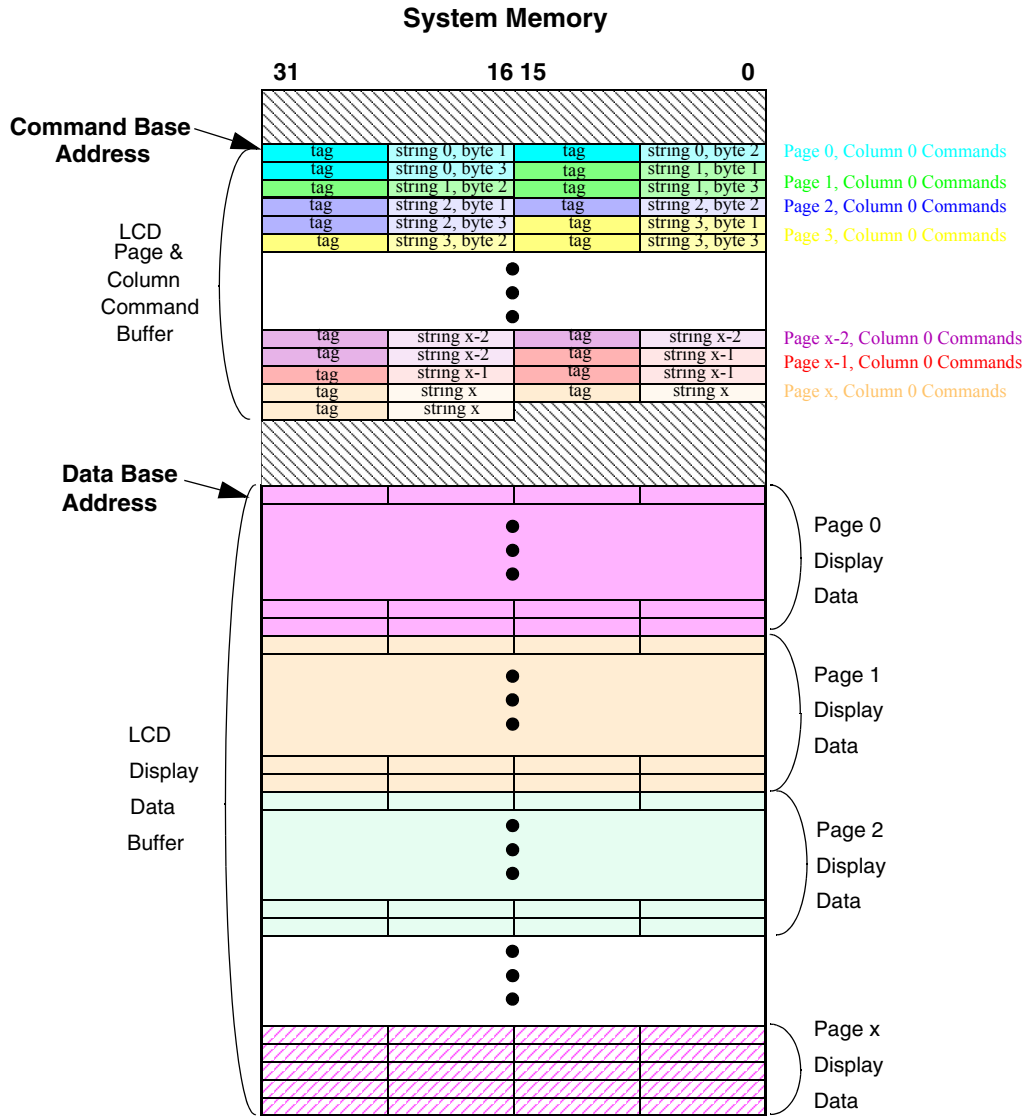 System Memory
31 16 15 0
Command Base
Address
tag string 0, byte 1 tag string 0, byte 2
tag string 0, byte 3 tag string 1, byte 1
tag string 1, byte 2 tag string 1, byte 3
tag string 2, byte 1 tag string 2, byte 2
tag string 2, byte 3 tag string 3, byte 1
tag string 3, byte 2 tag string 3, byte 3
Page 0, Column 0 Commands
Page 1, Column 0 Commands
Page 2, Column 0 Commands
Page 3, Column 0 Commands
LCD
Page &
Column
Command
Buffer
tag string x-2 tag string x-2
tag string x-2 tag string x-1
tag string x-1 tag string x-1
tag string x tag string x
tag string x
Page x-2, Column 0 Commands
Page x-1, Column 0 Commands
Page x, Column 0 Commands
Data Base
Address
Page 0
Display
Data
Page 1
Display
Data
LCD
Display
Data
Buffer
Page 2
Display
Data
Page x
Display
Data